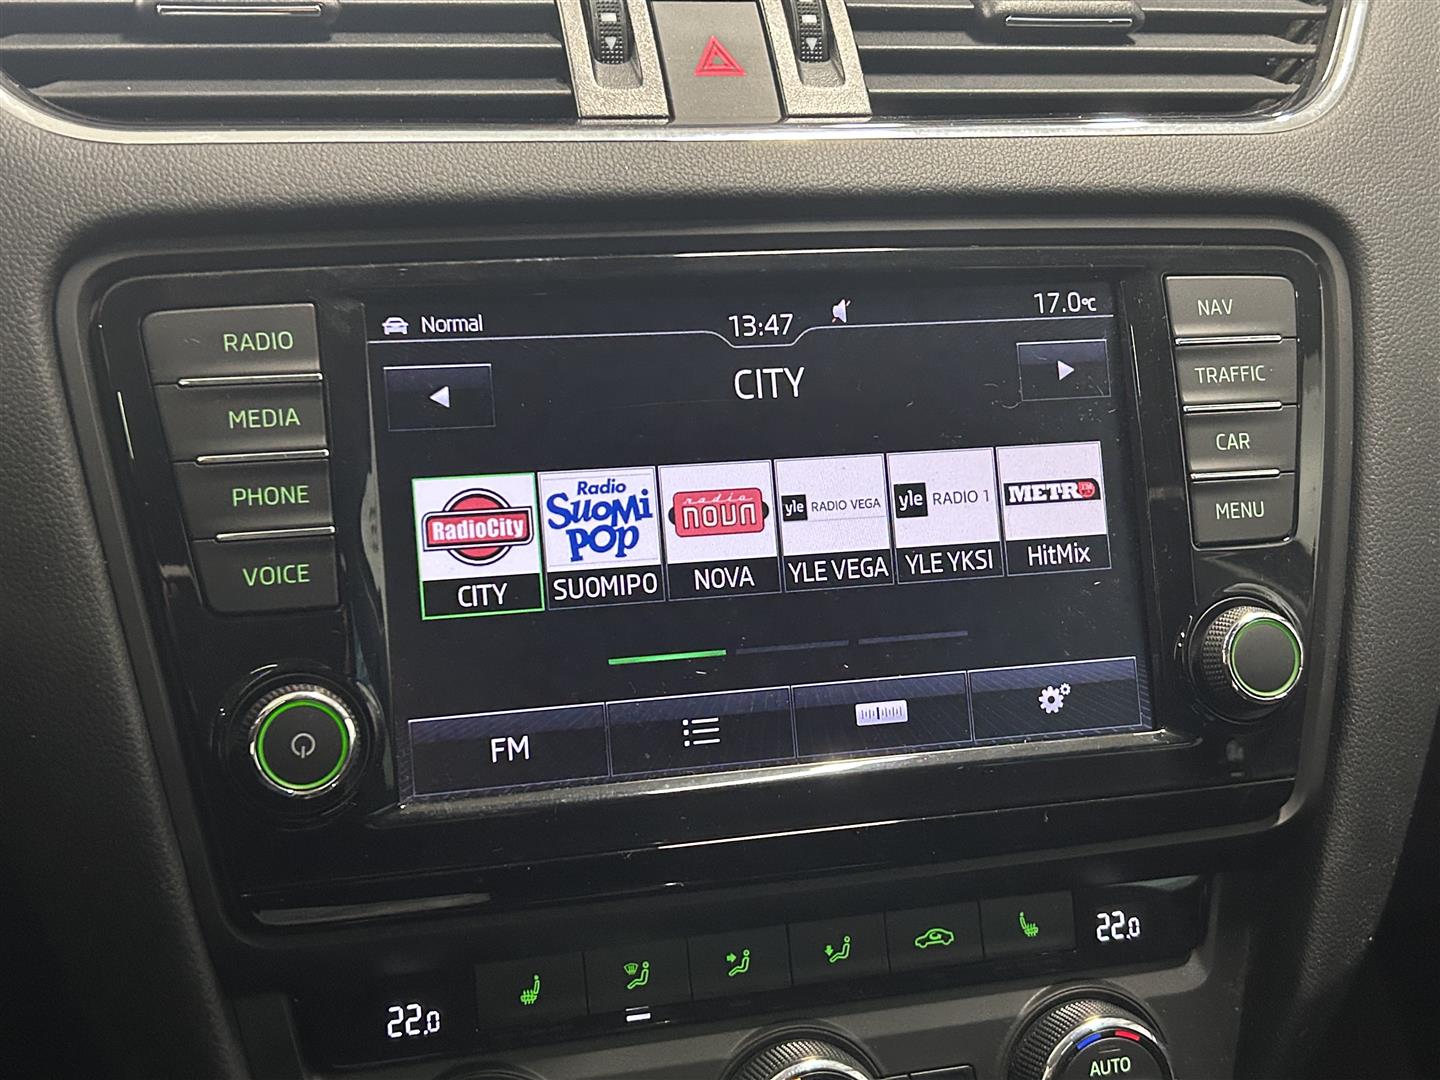 Normal
13:47
17.0°C
RADIO
MEDIA
PHONE
VOICE
NAV
TRAFFIC
CAR
MENU
CITY
RadioCity
CITY
Radio
SUOMi
POP
SUOMIPO
radio
nova
NOVA
yle RADIO VEGA
YLE VEGA
yle RADIO 1
YLE YKSI
METRO
HitMix
FM
22.0
22.0
AUTO